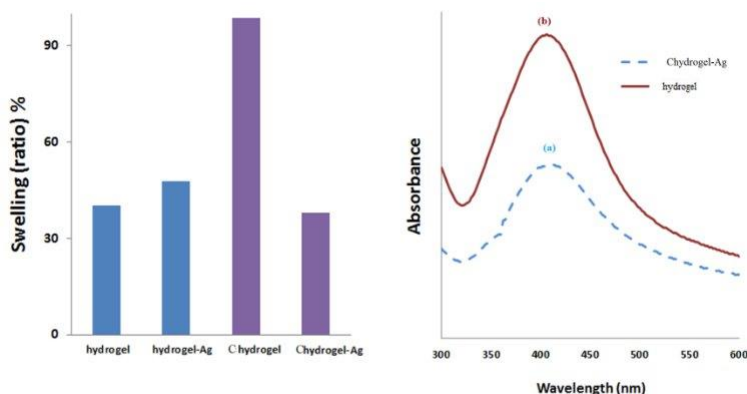 Swelling (ratio) %
90
60
30
0
hydrogel
hydrogel-Ag
C hydrogel
Chydrogel-Ag
(b)
(a)
Chydrogel-Ag
hydrogel
Absorbance
300 350 400 450 500 550 600
Wavelength (nm)